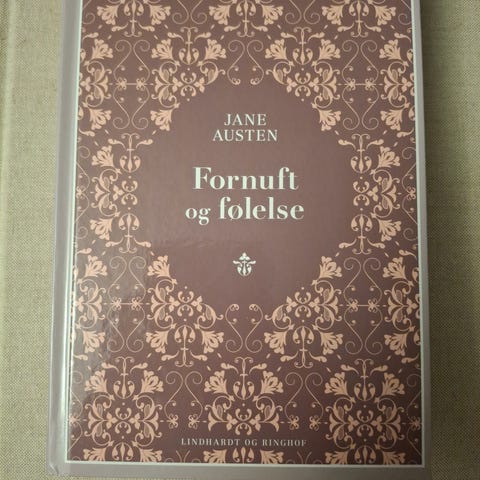 JANE
AUSTEN
Fornuft
og følelse
LINDHARDT OG RINGHOF